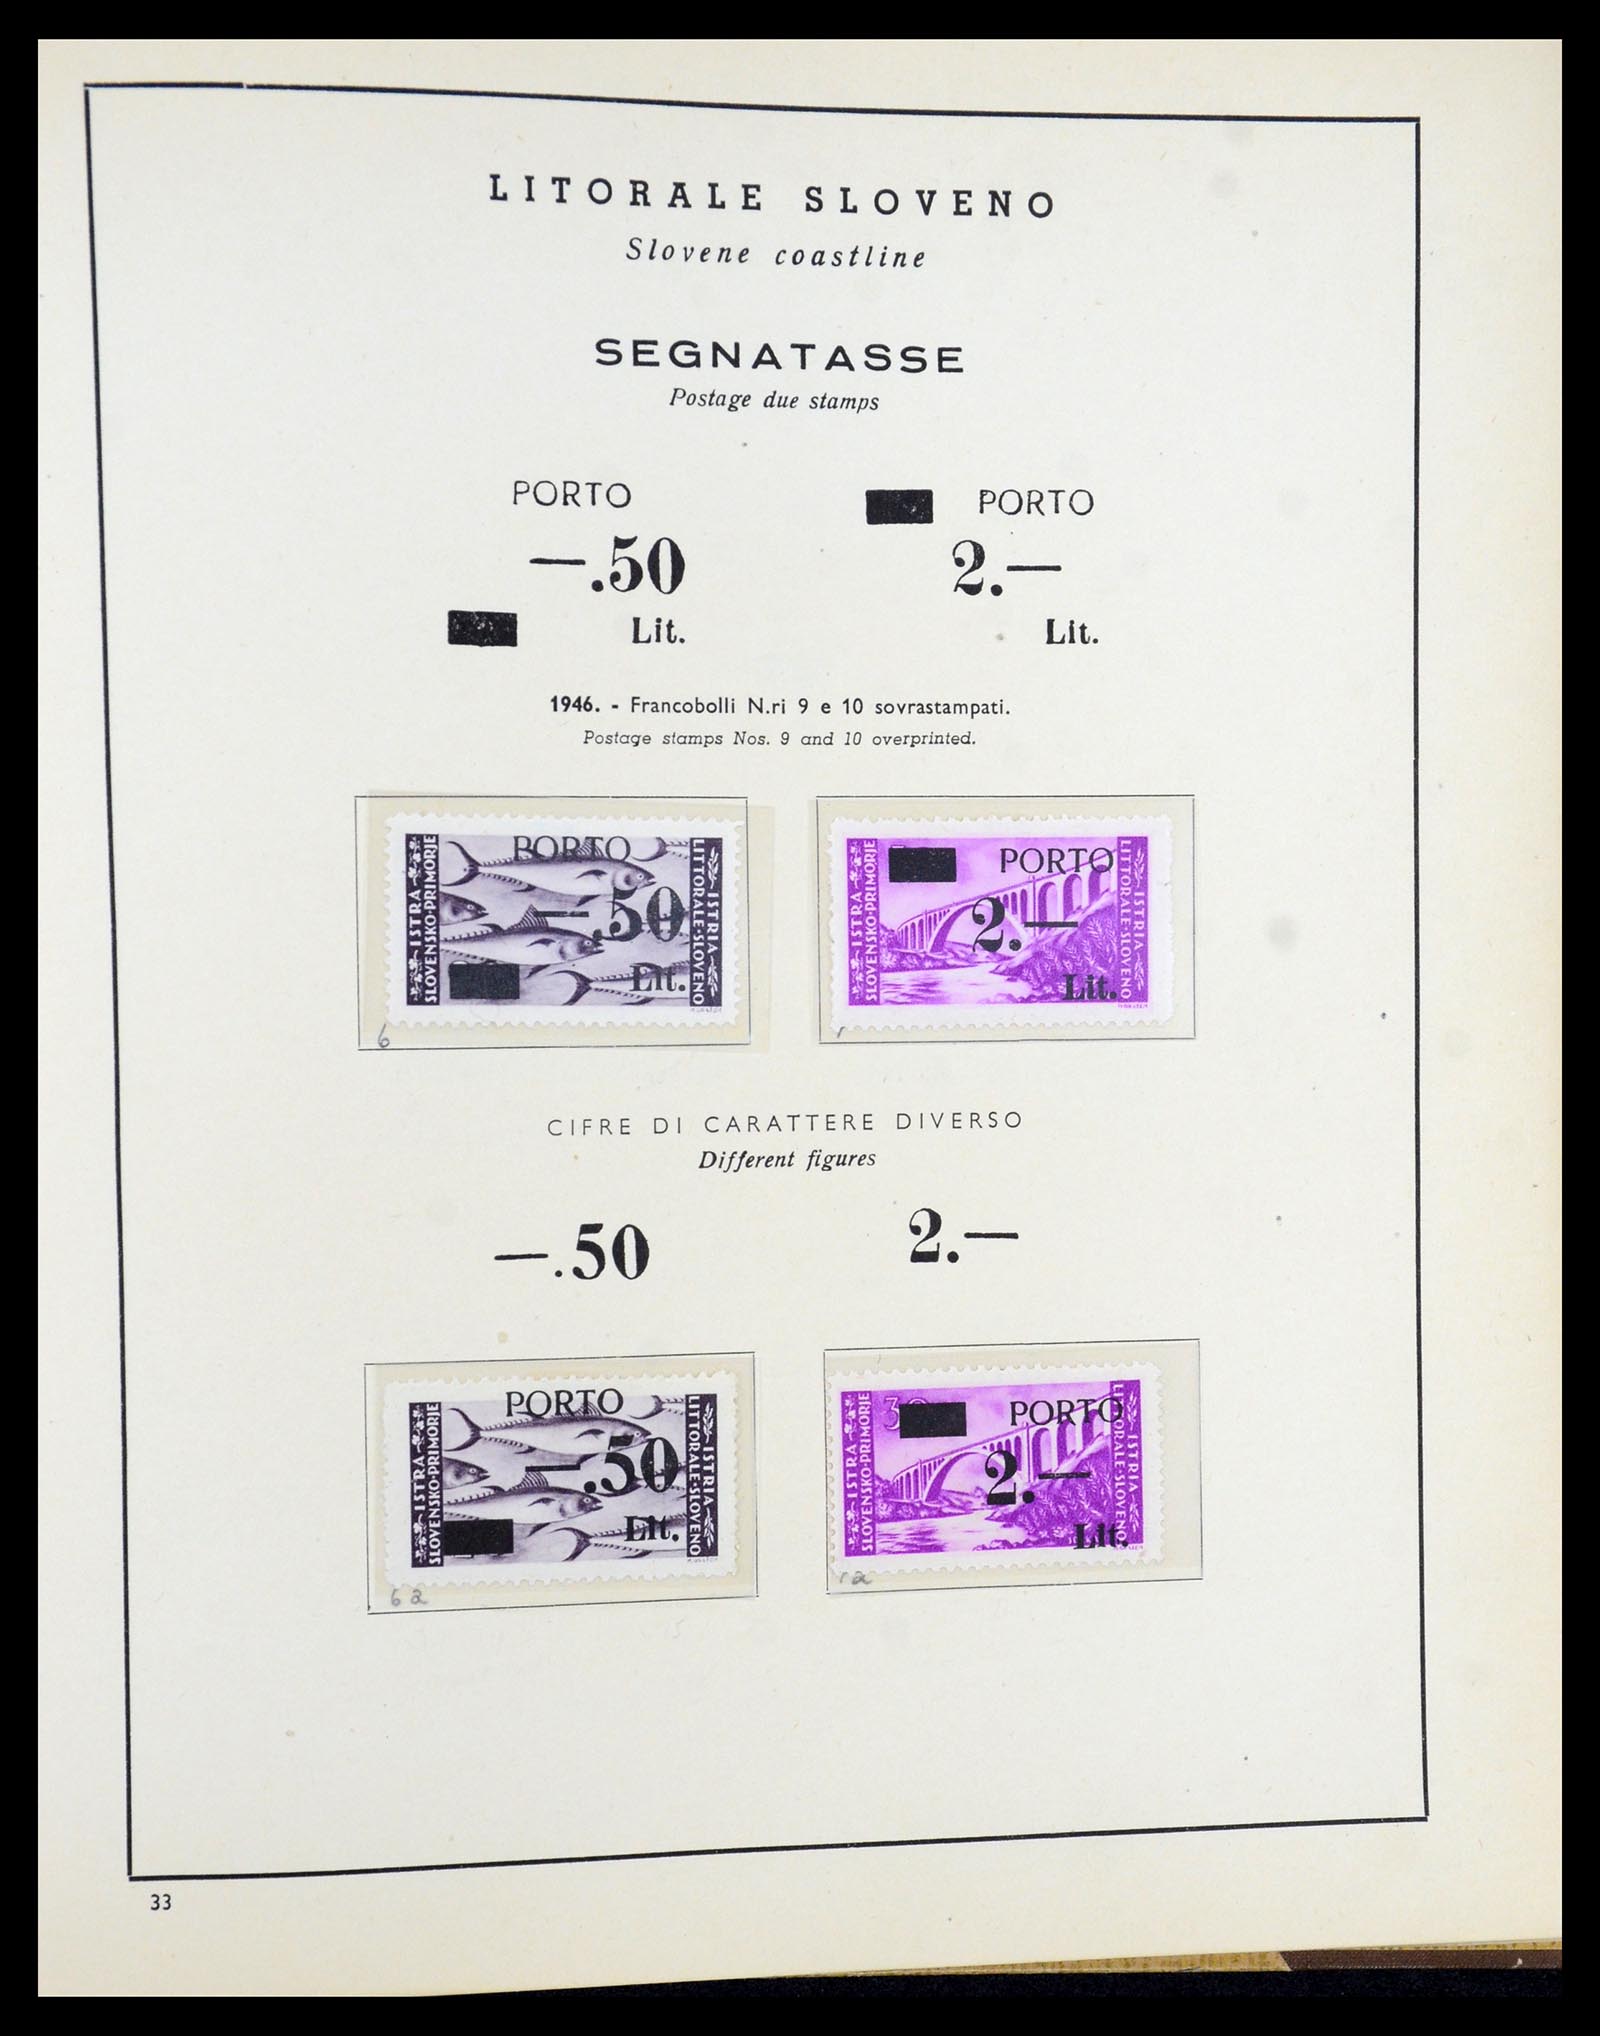 LITORALE SLOVENO
Slovene coastline
SEGNATASSE
Postage due stamps
PORTO
—.50
Lit.
PORTO
2.—
Lit.
1946. - Francobolli N.ri 9 e 10 sovrastampati.
Postage stamps Nos. 9 and 10 overprinted.
ISTRA
SLOVENSKO-PRIMORJE
PORTO
—.50
Lit.
LITTORALE-SLOVENO
ISTRIA
6
ISTRA
SLOVENSKO-PRIMORJE
PORTO
2.—
Lit.
LITTORALE-SLOVENO
ISTRIA
CIFRE DI CARATTERE DIVERSO
Different figures
—.50
2.—
ISTRA
SLOVENSKO-PRIMORJE
PORTO
—.50
Lit.
LITTORALE-SLOVENO
ISTRIA
6a
ISTRA
SLOVENSKO-PRIMORJE
PORTO
2.—
Lit.
LITTORALE-SLOVENO
ISTRIA
33